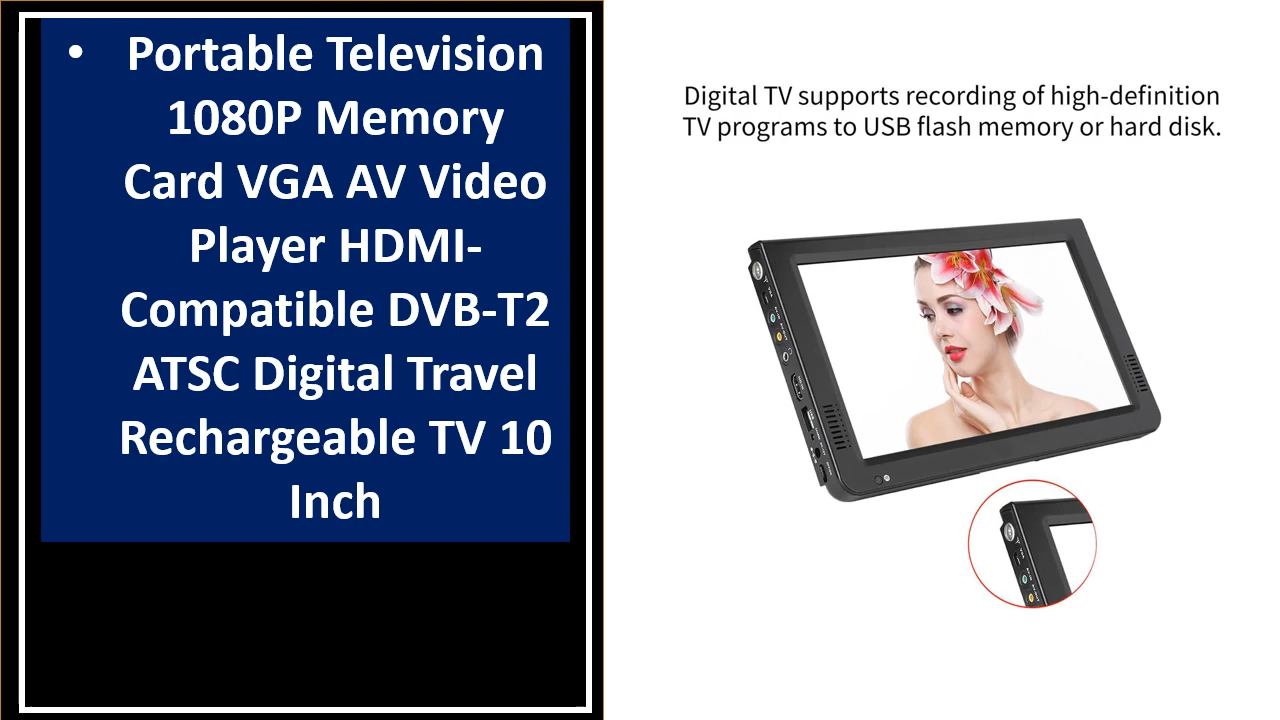 • Portable Television
1080P Memory
Card VGA AV Video
Player HDMI-
Compatible DVB-T2
ATSC Digital Travel
Rechargeable TV 10
Inch
Digital TV supports recording of high-definition
TV programs to USB flash memory or hard disk.